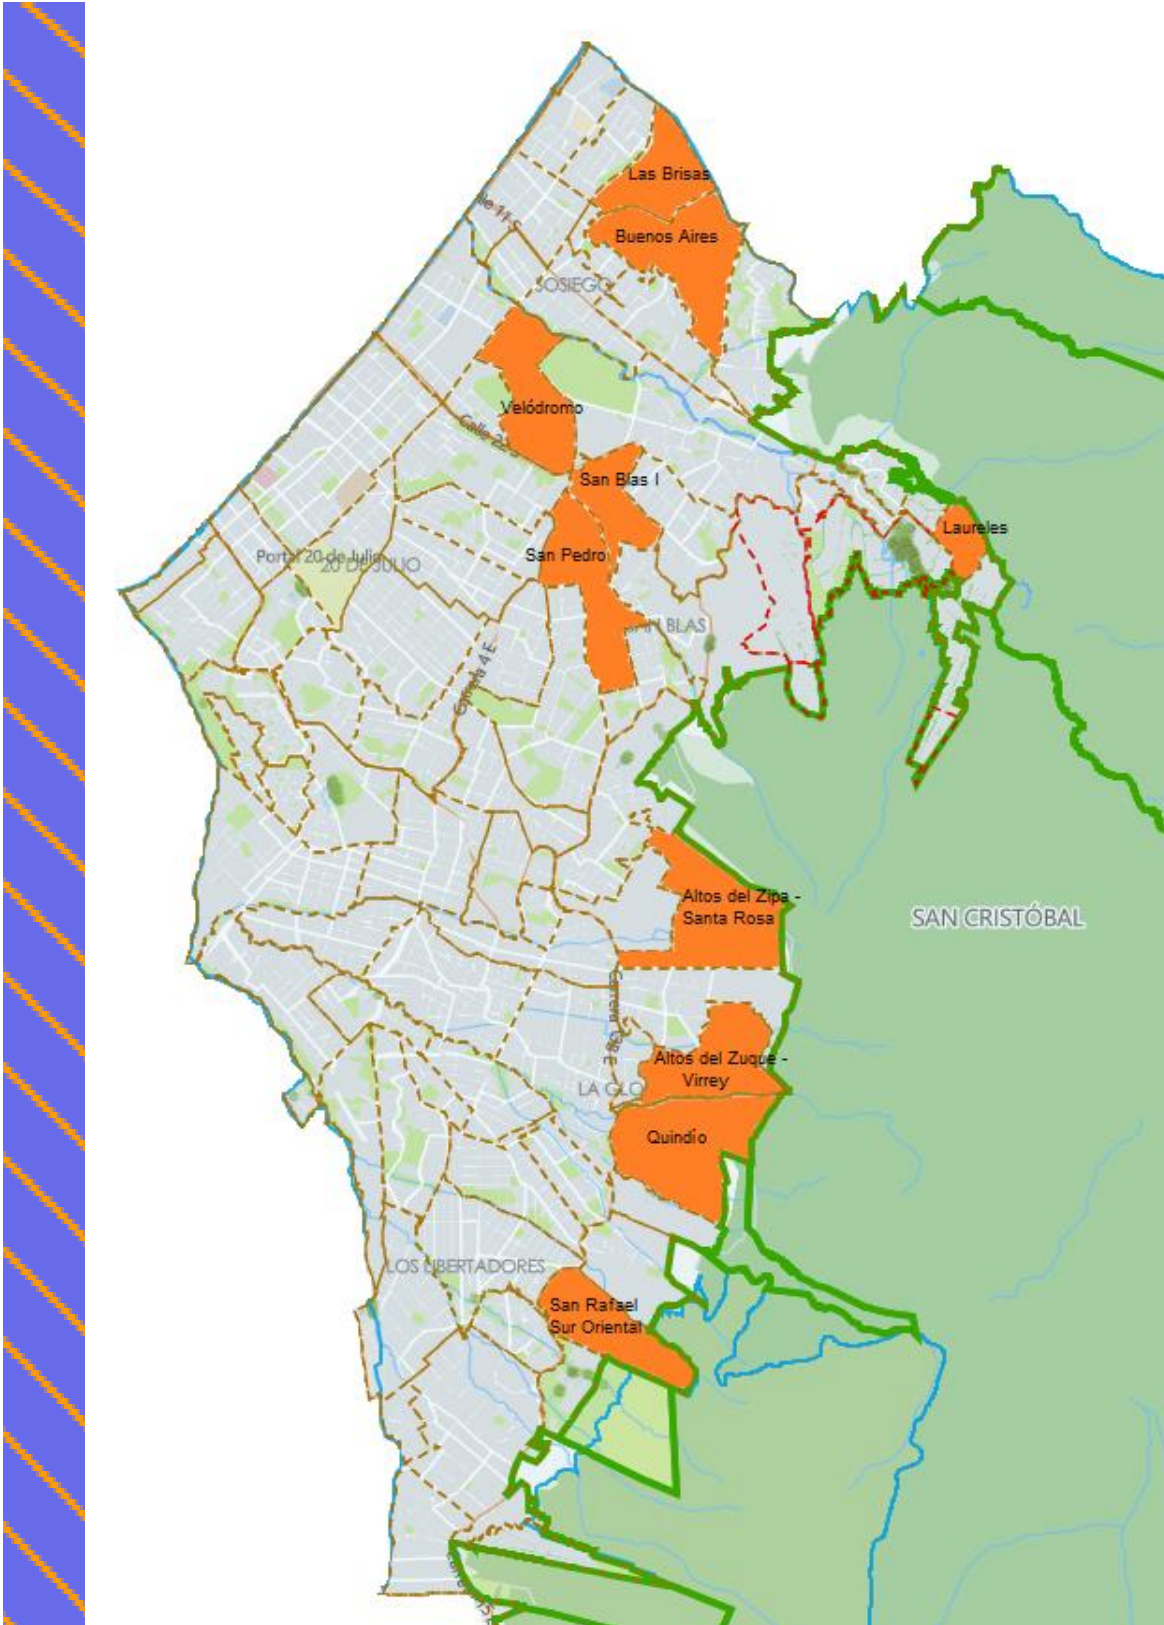 Las Brisas
Buenos Aires
SOSIEGO
Velódromo
San Blas I
Laureles
San Pedro
Portal 20 de Julio
20 DE JULIO
SAN BLAS
Altos del Zipa -
Santa Rosa
SAN CRISTÓBAL
Altos del Zuque -
Virrey
LA GLO
Quindío
LOS LIBERTADORES
San Rafael
Sur Oriental